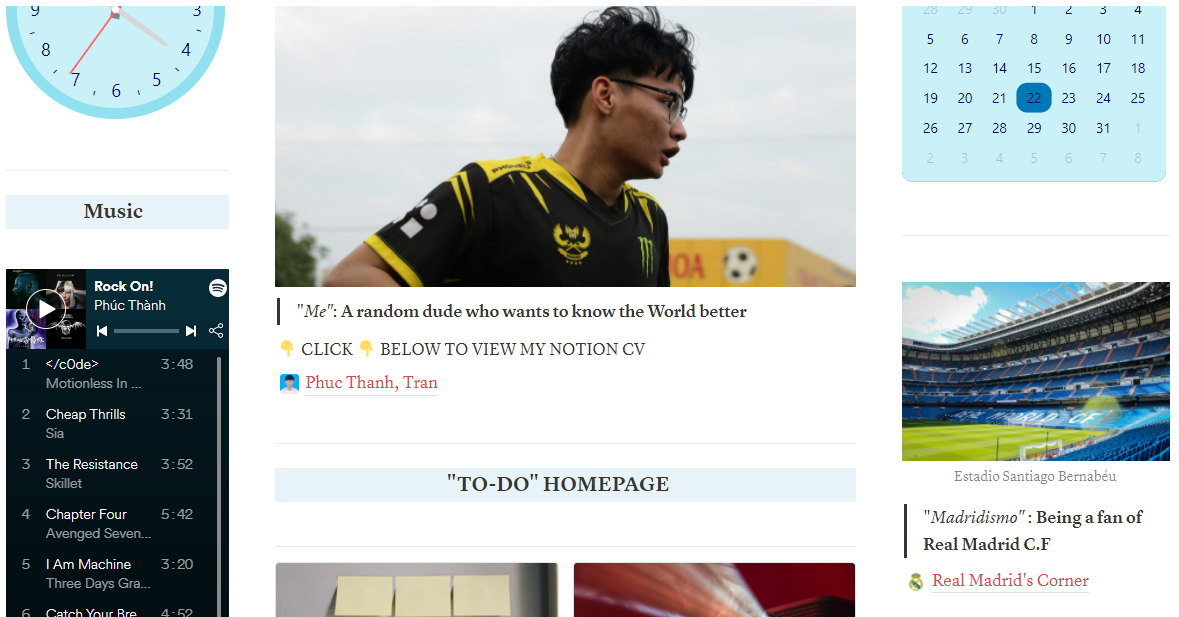 9
3
8
4
7
5
6
Music
Rock On!
Phúc Thành
1 </c0de> 3:48
Motionless In ...
2 Cheap Thrills 3:31
Sia
3 The Resistance 3:52
Skillet
4 Chapter Four 5:42
Avenged Seven...
5 I Am Machine 3:20
Three Days Gra...
6 Catch Your Bre... 4:52
"Me": A random dude who wants to know the World better
👇 CLICK 👇 BELOW TO VIEW MY NOTION CV
Phuc Thanh, Tran
"TO-DO" HOMEPAGE
28 29 30 1 2 3 4
5 6 7 8 9 10 11
12 13 14 15 16 17 18
19 20 21 22 23 24 25
26 27 28 29 30 31 1
2 3 4 5 6 7 8
REAL MADRID CF
Estadio Santiago Bernabéu
"Madridismo" : Being a fan of
Real Madrid C.F
Real Madrid's Corner